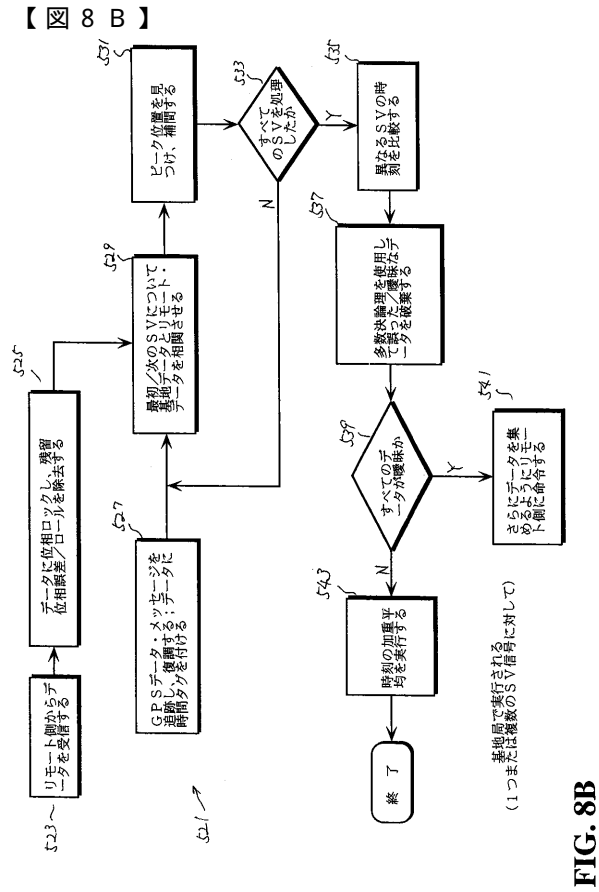 【図８Ｂ】
523
リモート側からデ
ータを受信する
525
データに位相ロックし、残留
位相誤差／ロールを除去する
527
ＧＰＳデータ・メッセージを
追跡し、復調する；データに
時間タグを付ける
521
529
最初／次のＳＶについて
基地データとリモート・
データを相関させる
531
ピーク位置を見
つけ、補間する
533
すべて
のＳＶを処理
したか
N
Y
535
異なるＳＶの時
刻を比較する
537
多数決論理を使用し
て誤った／曖昧なデ
ータを破棄する
539
すべてのデ
ータが曖昧か
Y
N
541
さらにデータを集
めるようにリモー
ト側に命令する
543
時刻の加重平
均を実行する
終了
基地局で実行される
（１つまたは複数のＳＶ信号に対して）
FIG. 8B